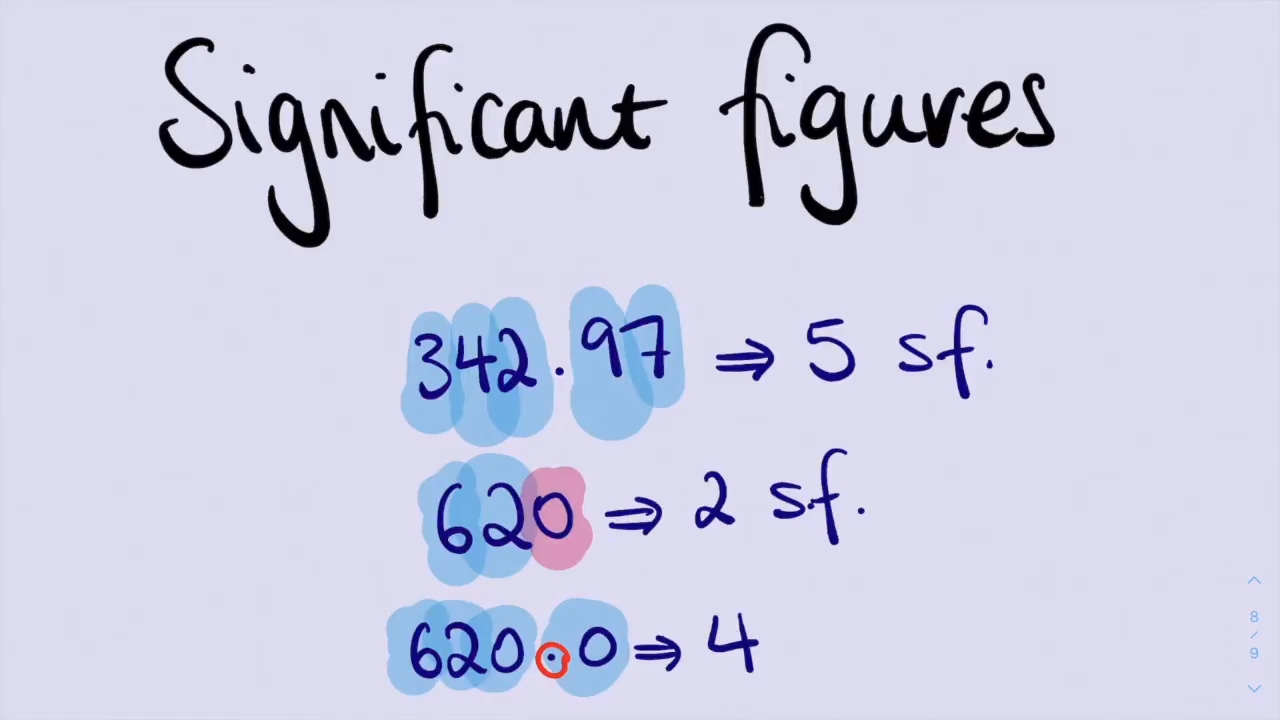 Significant figures
342.97 ⇒ 5 sf.
620 ⇒ 2 sf.
620.0 ⇒ 4
8
/
9